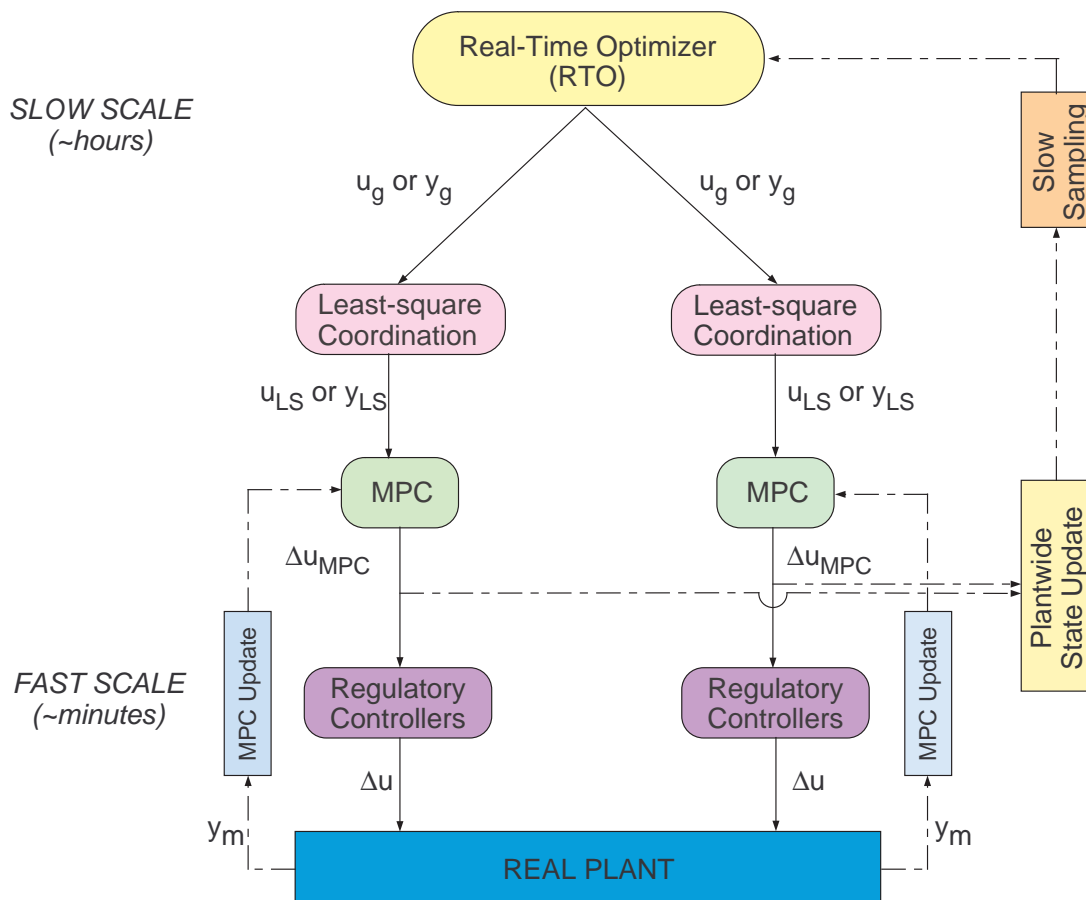 Real-Time Optimizer
(RTO)
SLOW SCALE
(~hours)
Slow
Sampling
u_g or y_g
u_g or y_g
Least-square
Coordination
Least-square
Coordination
u_LS or y_LS
u_LS or y_LS
MPC
MPC
Δu_MPC
Δu_MPC
Plantwide
State Update
FAST SCALE
(~minutes)
MPC Update
Regulatory
Controllers
Regulatory
Controllers
MPC Update
Δu
Δu
y_m
y_m
REAL PLANT